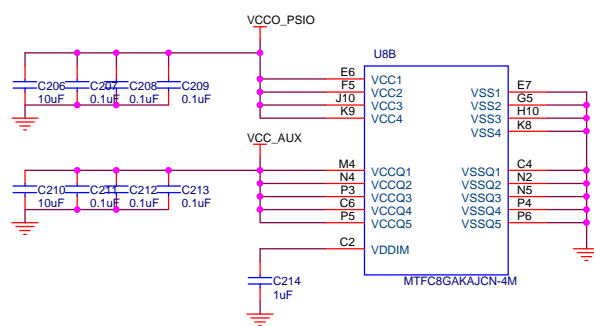 VCCO_PSIO
U8B
C206
10uF
C207
0.1uF
C208
0.1uF
C209
0.1uF
E6
F5
J10
K9
VCC1
VCC2
VCC3
VCC4
VSS1
VSS2
VSS3
VSS4
E7
G5
H10
K8
VCC_AUX
C210
10uF
C211
0.1uF
C212
0.1uF
C213
0.1uF
M4
N4
P3
C6
P5
VCCQ1
VCCQ2
VCCQ3
VCCQ4
VCCQ5
VSSQ1
VSSQ2
VSSQ3
VSSQ4
VSSQ5
C4
N2
N5
P4
P6
C2
VDDIM
C214
1uF
MTFC8GAKAJCN-4M